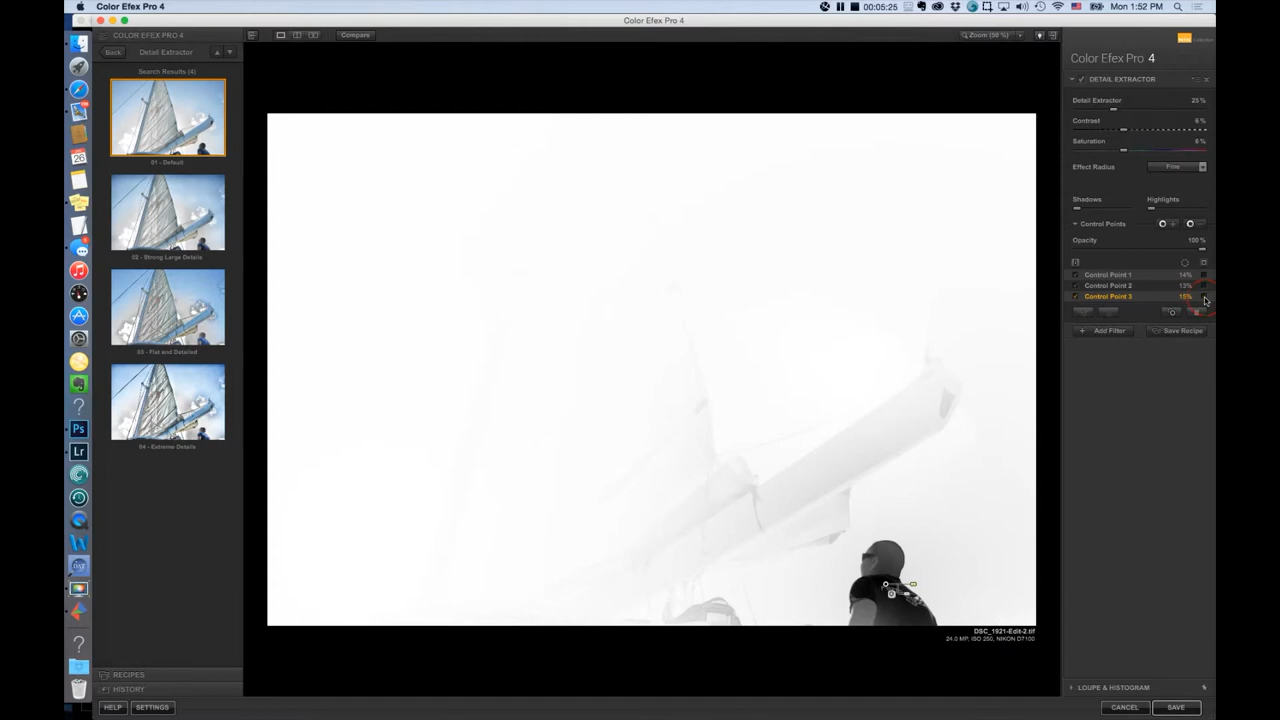 Color Efex Pro 4
00:05:25
Mon 1:52 PM
Color Efex Pro 4
COLOR EFEX PRO 4
Compare
Zoom (50 %)
Back
Detail Extractor
Search Results (4)
01 - Default
02 - Strong Large Details
03 - Flat and Detailed
04 - Extreme Details
Collection
Color Efex Pro 4
DETAIL EXTRACTOR
Detail Extractor 25 %
Contrast 6 %
Saturation 6 %
Effect Radius Fine
Shadows Highlights
Control Points
Opacity 100 %
Control Point 1 14%
Control Point 2 13%
Control Point 3 15%
+ Add Filter Save Recipe
26
Ps
Lr
DSC_1921-Edit-2.tif
24.0 MP, ISO 250, NIKON D7100
RECIPES
HISTORY
LOUPE & HISTOGRAM
HELP SETTINGS
CANCEL SAVE